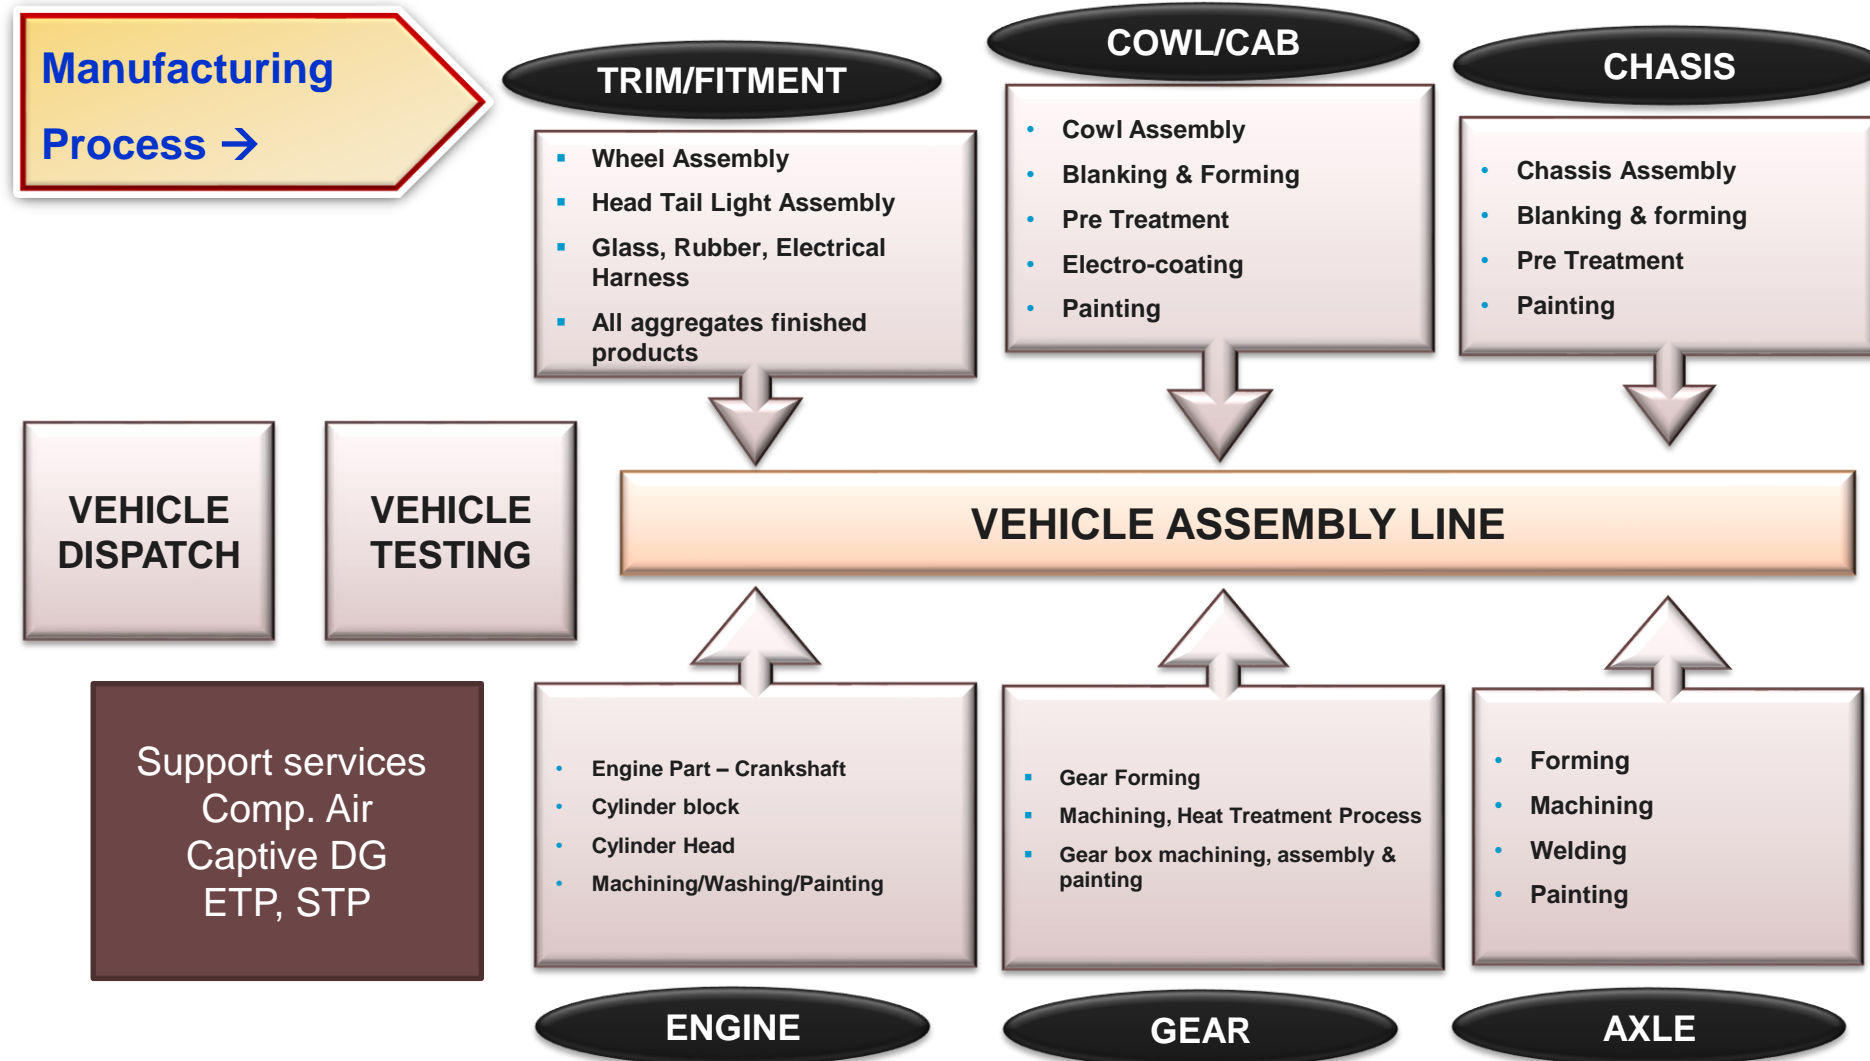 Manufacturing
Process →
TRIM/FITMENT
▪ Wheel Assembly
▪ Head Tail Light Assembly
▪ Glass, Rubber, Electrical
Harness
▪ All aggregates finished
products
COWL/CAB
• Cowl Assembly
• Blanking & Forming
• Pre Treatment
• Electro-coating
• Painting
CHASIS
• Chassis Assembly
• Blanking & forming
• Pre Treatment
• Painting
VEHICLE
DISPATCH
VEHICLE
TESTING
VEHICLE ASSEMBLY LINE
Support services
Comp. Air
Captive DG
ETP, STP
• Engine Part – Crankshaft
• Cylinder block
• Cylinder Head
• Machining/Washing/Painting
ENGINE
▪ Gear Forming
▪ Machining, Heat Treatment Process
▪ Gear box machining, assembly &
painting
GEAR
• Forming
• Machining
• Welding
• Painting
AXLE